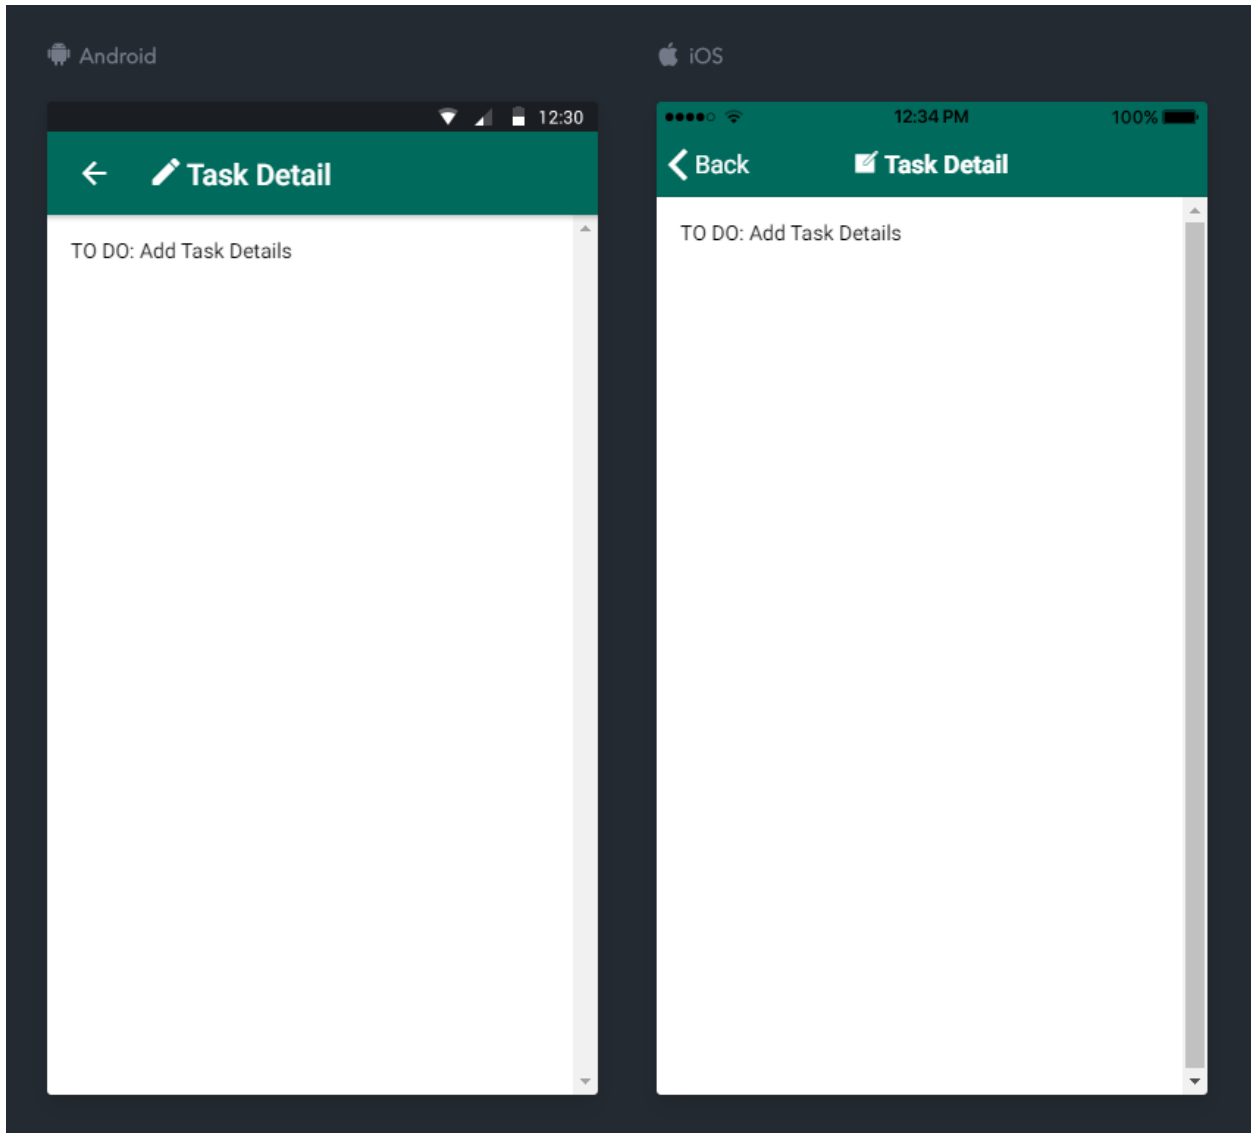 Android
12:30
Task Detail
TO DO: Add Task Details
iOS
12:34 PM
100%
Back
Task Detail
TO DO: Add Task Details